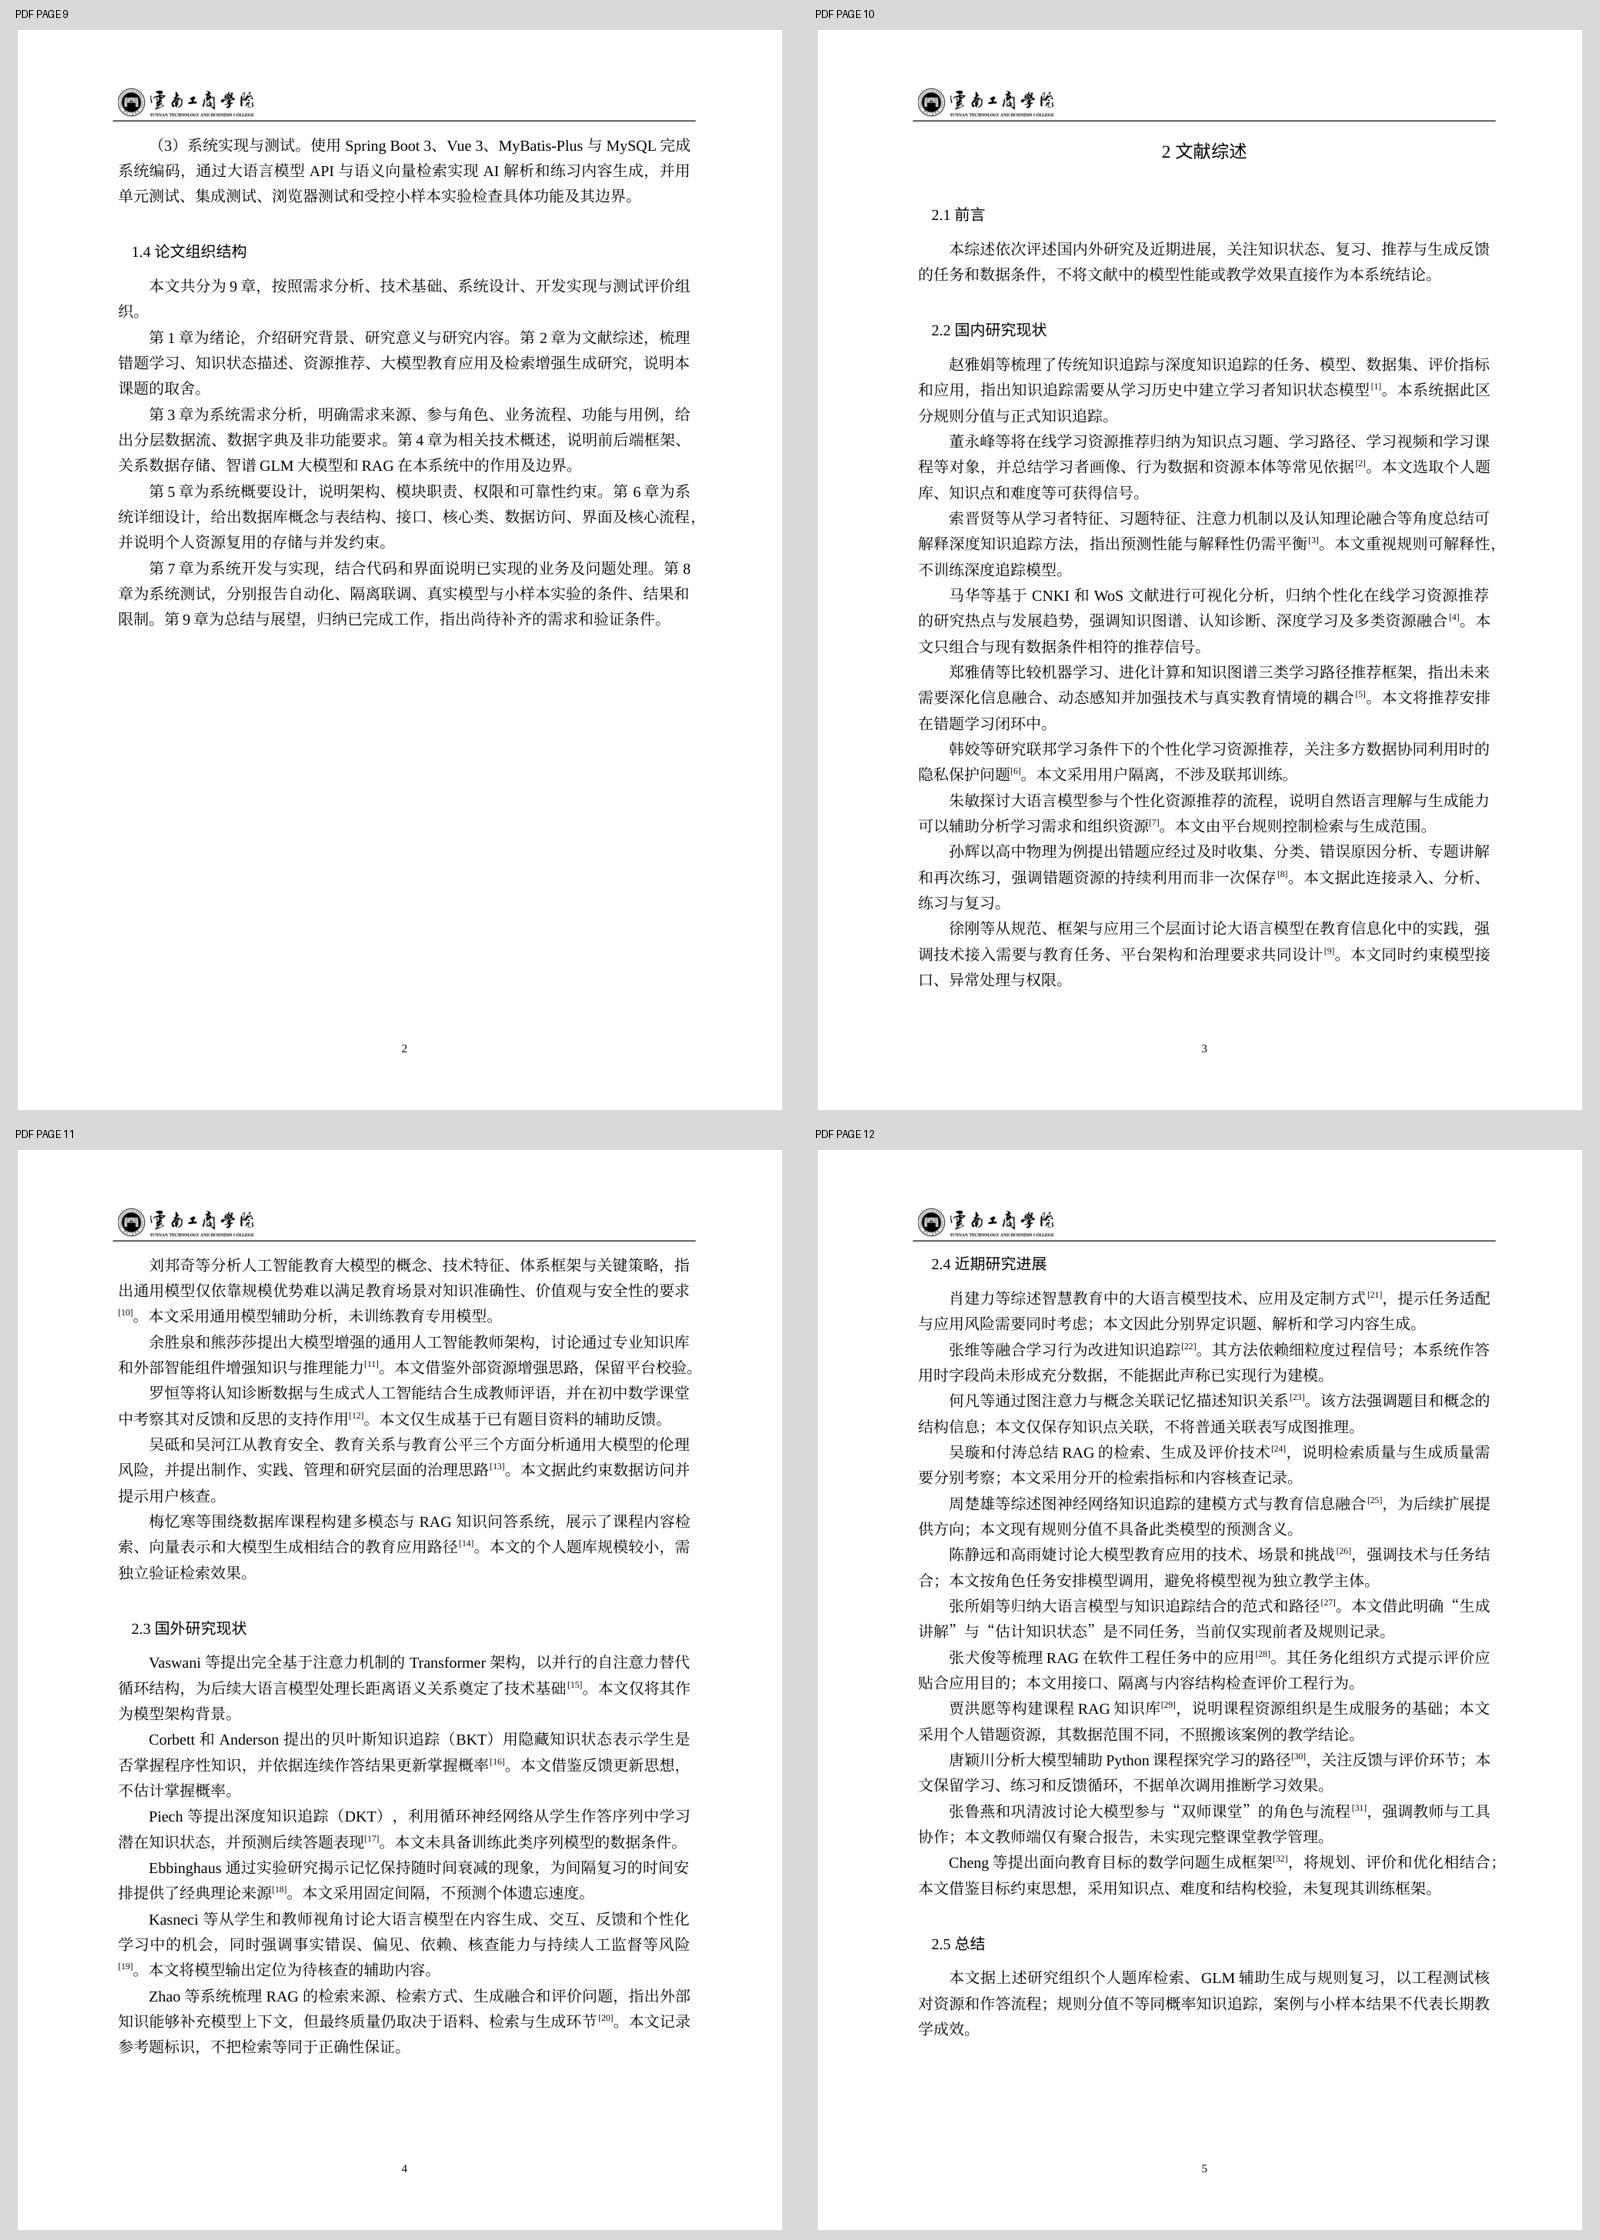 PDF PAGE 9
雲南工商學院
YUNNAN TECHNOLOGY AND BUSINESS COLLEGE
（3）系统实现与测试。使用 Spring Boot 3、Vue 3、MyBatis-Plus 与 MySQL 完成
系统编码，通过大语言模型 API 与语义向量检索实现 AI 解析和练习内容生成，并用
单元测试、集成测试、浏览器测试和受控小样本实验检查具体功能及其边界。
1.4 论文组织结构
本文共分为 9 章，按照需求分析、技术基础、系统设计、开发实现与测试评价组
织。
第 1 章为绪论，介绍研究背景、研究意义与研究内容。第 2 章为文献综述，梳理
错题学习、知识状态描述、资源推荐、大模型教育应用及检索增强生成研究，说明本
课题的取舍。
第 3 章为系统需求分析，明确需求来源、参与角色、业务流程、功能与用例，给
出分层数据流、数据字典及非功能要求。第 4 章为相关技术概述，说明前后端框架、
关系数据存储、智谱 GLM 大模型和 RAG 在本系统中的作用及边界。
第 5 章为系统概要设计，说明架构、模块职责、权限和可靠性约束。第 6 章为系
统详细设计，给出数据库概念与表结构、接口、核心类、数据访问、界面及核心流程，
并说明个人资源复用的存储与并发约束。
第 7 章为系统开发与实现，结合代码和界面说明已实现的业务及问题处理。第 8
章为系统测试，分别报告自动化、隔离联调、真实模型与小样本实验的条件、结果和
限制。第 9 章为总结与展望，归纳已完成工作，指出尚待补齐的需求和验证条件。
2
PDF PAGE 10
雲南工商學院
YUNNAN TECHNOLOGY AND BUSINESS COLLEGE
2 文献综述
2.1 前言
本综述依次评述国内外研究及近期进展，关注知识状态、复习、推荐与生成反馈
的任务和数据条件，不将文献中的模型性能或教学效果直接作为本系统结论。
2.2 国内研究现状
赵雅娟等梳理了传统知识追踪与深度知识追踪的任务、模型、数据集、评价指标
和应用，指出知识追踪需要从学习历史中建立学习者知识状态模型[1]。本系统据此区
分规则分值与正式知识追踪。
董永峰等将在线学习资源推荐归纳为知识点习题、学习路径、学习视频和学习课
程等对象，并总结学习者画像、行为数据和资源本体等常见依据[2]。本文选取个人题
库、知识点和难度等可获得信号。
索晋贤等从学习者特征、习题特征、注意力机制以及认知理论融合等角度总结可
解释深度知识追踪方法，指出预测性能与解释性仍需平衡[3]。本文重视规则可解释性，
不训练深度追踪模型。
马华等基于 CNKI 和 WoS 文献进行可视化分析，归纳个性化在线学习资源推荐
的研究热点与发展趋势，强调知识图谱、认知诊断、深度学习及多类资源融合[4]。本
文只组合与现有数据条件相符的推荐信号。
郑雅倩等比较机器学习、进化计算和知识图谱三类学习路径推荐框架，指出未来
需要深化信息融合、动态感知并加强技术与真实教育情境的耦合[5]。本文将推荐安排
在错题学习闭环中。
韩姣等研究联邦学习条件下的个性化学习资源推荐，关注多方数据协同利用时的
隐私保护问题[6]。本文采用用户隔离，不涉及联邦训练。
朱敏探讨大语言模型参与个性化资源推荐的流程，说明自然语言理解与生成能力
可以辅助分析学习需求和组织资源[7]。本文由平台规则控制检索与生成范围。
孙辉以高中物理为例提出错题应经过及时收集、分类、错误原因分析、专题讲解
和再次练习，强调错题资源的持续利用而非一次保存[8]。本文据此连接录入、分析、
练习与复习。
徐刚等从规范、框架与应用三个层面讨论大语言模型在教育信息化中的实践，强
调技术接入需要与教育任务、平台架构和治理要求共同设计[9]。本文同时约束模型接
口、异常处理与权限。
3
PDF PAGE 11
雲南工商學院
YUNNAN TECHNOLOGY AND BUSINESS COLLEGE
刘邦奇等分析人工智能教育大模型的概念、技术特征、体系框架与关键策略，指
出通用模型仅依靠规模优势难以满足教育场景对知识准确性、价值观与安全性的要求
[10]。本文采用通用模型辅助分析，未训练教育专用模型。
余胜泉和熊莎莎提出大模型增强的通用人工智能教师架构，讨论通过专业知识库
和外部智能组件增强知识与推理能力[11]。本文借鉴外部资源增强思路，保留平台校验。
罗恒等将认知诊断数据与生成式人工智能结合生成教师评语，并在初中数学课堂
中考察其对反馈和反思的支持作用[12]。本文仅生成基于已有题目资料的辅助反馈。
吴砥和吴河江从教育安全、教育关系与教育公平三个方面分析通用大模型的伦理
风险，并提出制作、实践、管理和研究层面的治理思路[13]。本文据此约束数据访问并
提示用户核查。
梅忆寒等围绕数据库课程构建多模态与 RAG 知识问答系统，展示了课程内容检
索、向量表示和大模型生成相结合的教育应用路径[14]。本文的个人题库规模较小，需
独立验证检索效果。
2.3 国外研究现状
Vaswani 等提出完全基于注意力机制的 Transformer 架构，以并行的自注意力替代
循环结构，为后续大语言模型处理长距离语义关系奠定了技术基础[15]。本文仅将其作
为模型架构背景。
Corbett 和 Anderson 提出的贝叶斯知识追踪（BKT）用隐藏知识状态表示学生是
否掌握程序性知识，并依据连续作答结果更新掌握概率[16]。本文借鉴反馈更新思想，
不估计掌握概率。
Piech 等提出深度知识追踪（DKT），利用循环神经网络从学生作答序列中学习
潜在知识状态，并预测后续答题表现[17]。本文未具备训练此类序列模型的数据条件。
Ebbinghaus 通过实验研究揭示记忆保持随时间衰减的现象，为间隔复习的时间安
排提供了经典理论来源[18]。本文采用固定间隔，不预测个体遗忘速度。
Kasneci 等从学生和教师视角讨论大语言模型在内容生成、交互、反馈和个性化
学习中的机会，同时强调事实错误、偏见、依赖、核查能力与持续人工监督等风险
[19]。本文将模型输出定位为待核查的辅助内容。
Zhao 等系统梳理 RAG 的检索来源、检索方式、生成融合和评价问题，指出外部
知识能够补充模型上下文，但最终质量仍取决于语料、检索与生成环节[20]。本文记录
参考题标识，不把检索等同于正确性保证。
4
PDF PAGE 12
雲南工商學院
YUNNAN TECHNOLOGY AND BUSINESS COLLEGE
2.4 近期研究进展
肖建力等综述智慧教育中的大语言模型技术、应用及定制方式[21]，提示任务适配
与应用风险需要同时考虑；本文因此分别界定识题、解析和学习内容生成。
张维等融合学习行为改进知识追踪[22]。其方法依赖细粒度过程信号；本系统作答
用时字段尚未形成充分数据，不能据此声称已实现行为建模。
何凡等通过图注意力与概念关联记忆描述知识关系[23]。该方法强调题目和概念的
结构信息；本文仅保存知识点关联，不将普通关联表写成图推理。
吴璇和付涛总结 RAG 的检索、生成及评价技术[24]，说明检索质量与生成质量需
要分别考察；本文采用分开的检索指标和内容核查记录。
周楚雄等综述图神经网络知识追踪的建模方式与教育信息融合[25]，为后续扩展提
供方向；本文现有规则分值不具备此类模型的预测含义。
陈静远和高雨婕讨论大模型教育应用的技术、场景和挑战[26]，强调技术与任务结
合；本文按角色任务安排模型调用，避免将模型视为独立教学主体。
张所娟等归纳大语言模型与知识追踪结合的范式和路径[27]。本文借此明确“生成
讲解”与“估计知识状态”是不同任务，当前仅实现前者及规则记录。
张犬俊等梳理 RAG 在软件工程任务中的应用[28]。其任务化组织方式提示评价应
贴合应用目的；本文用接口、隔离与内容结构检查评价工程行为。
贾洪愿等构建课程 RAG 知识库[29]，说明课程资源组织是生成服务的基础；本文
采用个人错题资源，其数据范围不同，不照搬该案例的教学结论。
唐颖川分析大模型辅助 Python 课程探究学习的路径[30]，关注反馈与评价环节；本
文保留学习、练习和反馈循环，不据单次调用推断学习效果。
张鲁燕和巩清波讨论大模型参与“双师课堂”的角色与流程[31]，强调教师与工具
协作；本文教师端仅有聚合报告，未实现完整课堂教学管理。
Cheng 等提出面向教育目标的数学问题生成框架[32]，将规划、评价和优化相结合；
本文借鉴目标约束思想，采用知识点、难度和结构校验，未复现其训练框架。
2.5 总结
本文据上述研究组织个人题库检索、GLM 辅助生成与规则复习，以工程测试核
对资源和作答流程；规则分值不等同概率知识追踪，案例与小样本结果不代表长期教
学成效。
5